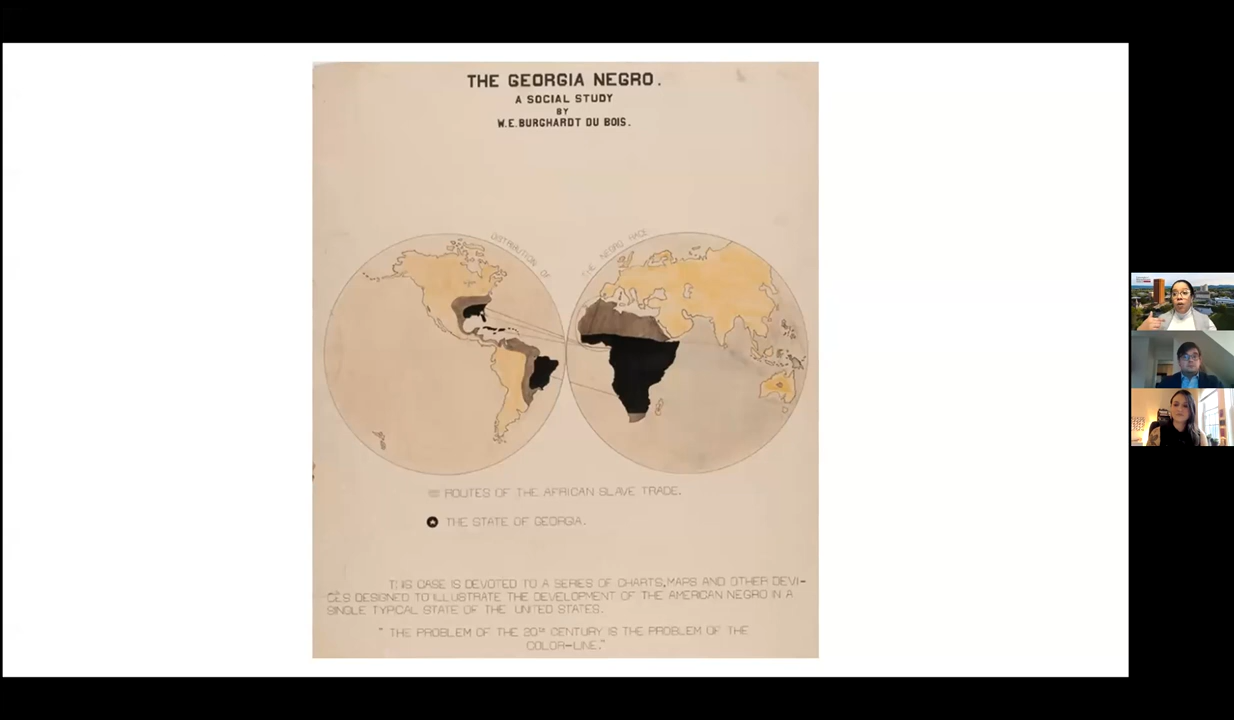 THE GEORGIA NEGRO.
A SOCIAL STUDY
BY
W.E.BURGHARDT DU BOIS.
DISTRIBUTION OF THE NEGRO RACE
ROUTES OF THE AFRICAN SLAVE TRADE.
THE STATE OF GEORGIA.
THIS CASE IS DEVOTED TO A SERIES OF CHARTS, MAPS AND OTHER DEVI-
CES DESIGNED TO ILLUSTRATE THE DEVELOPMENT OF THE AMERICAN NEGRO IN A
SINGLE TYPICAL STATE OF THE UNITED STATES.
"THE PROBLEM OF THE 20TH CENTURY IS THE PROBLEM OF THE
COLOR-LINE."